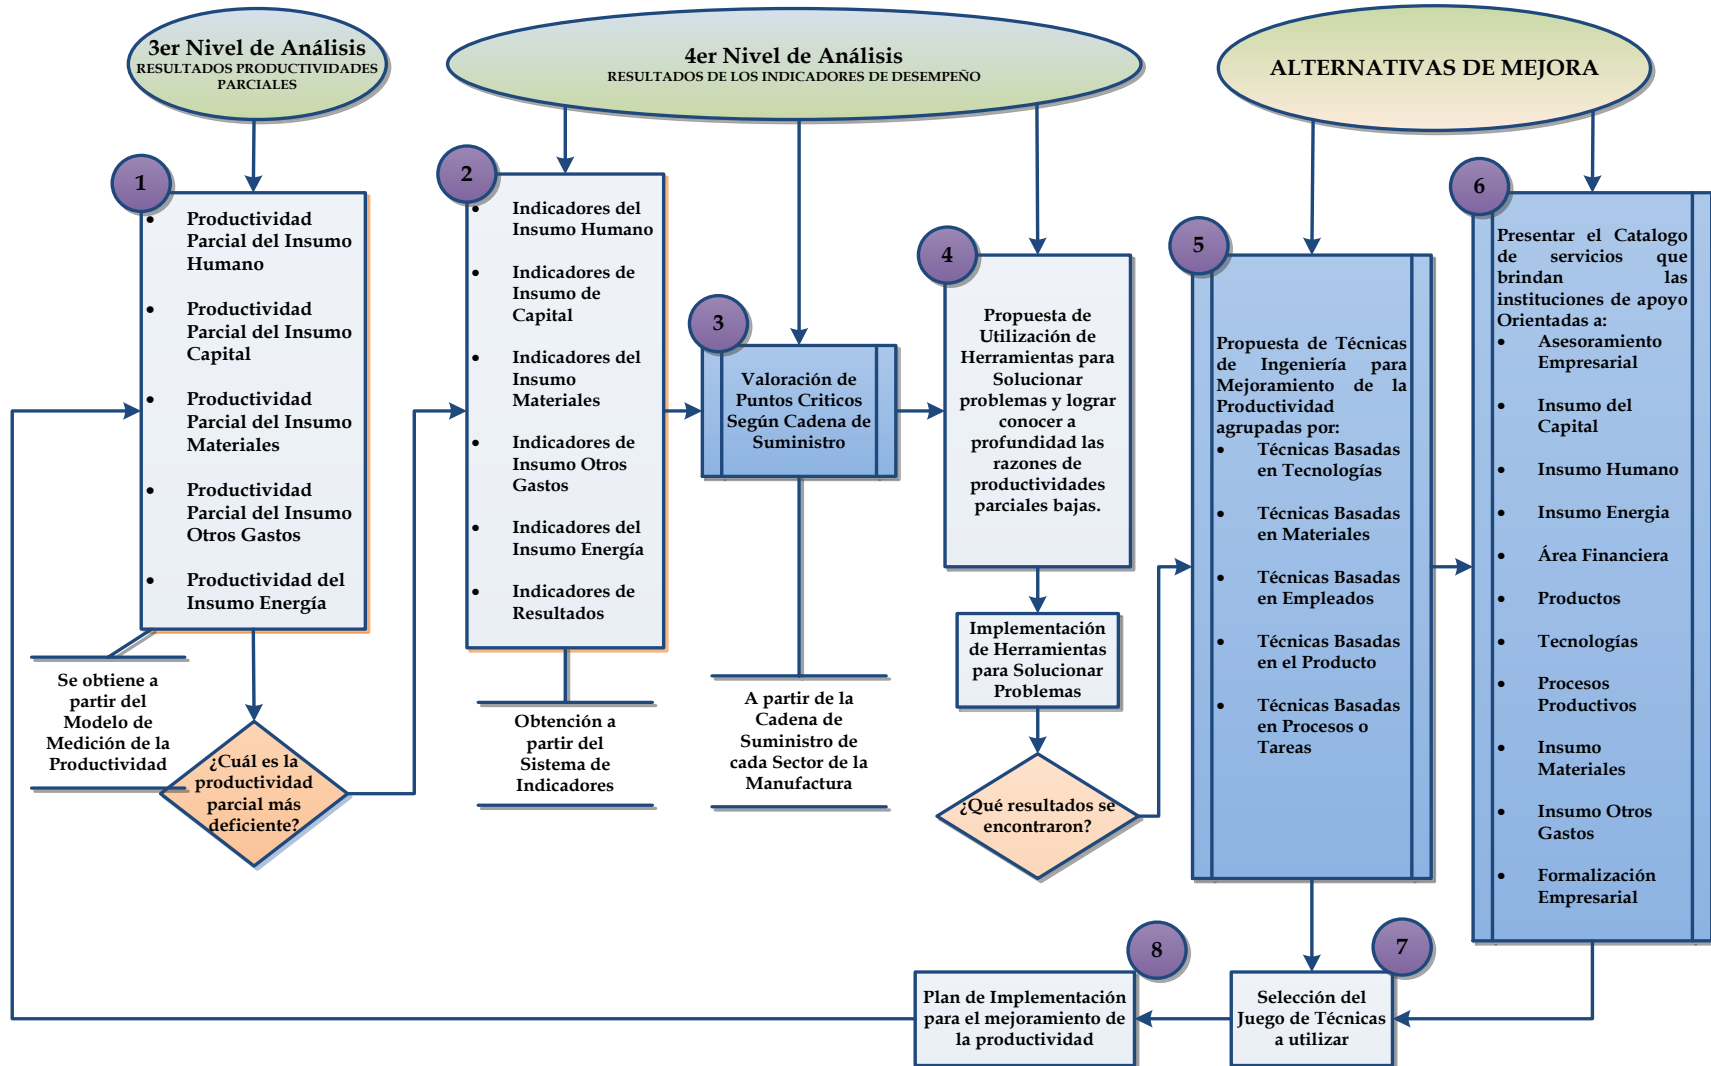 3er Nivel de Análisis
RESULTADOS PRODUCTIVIDADES
PARCIALES
4er Nivel de Análisis
RESULTADOS DE LOS INDICADORES DE DESEMPEÑO
ALTERNATIVAS DE MEJORA
1
• Productividad
Parcial del Insumo
Humano
• Productividad
Parcial del Insumo
Capital
• Productividad
Parcial del Insumo
Materiales
• Productividad
Parcial del Insumo
Otros Gastos
• Productividad del
Insumo Energía
Se obtiene a
partir del
Modelo de
Medición de la
Productividad
¿Cuál es la
productividad
parcial más
deficiente?
2
• Indicadores del
Insumo Humano
• Indicadores de
Insumo de
Capital
• Indicadores del
Insumo
Materiales
• Indicadores de
Insumo Otros
Gastos
• Indicadores del
Insumo Energía
• Indicadores de
Resultados
Obtención a
partir del
Sistema de
Indicadores
3
Valoración de
Puntos Criticos
Según Cadena de
Suministro
A partir de la
Cadena de
Suministro de
cada Sector de la
Manufactura
4
Propuesta de
Utilización de
Herramientas para
Solucionar
problemas y lograr
conocer a
profundidad las
razones de
productividades
parciales bajas.
Implementación
de Herramientas
para Solucionar
Problemas
¿Qué resultados se
encontraron?
5
Propuesta de Técnicas
de Ingeniería para
Mejoramiento de la
Productividad
agrupadas por:
• Técnicas Basadas
en Tecnologías
• Técnicas Basadas
en Materiales
• Técnicas Basadas
en Empleados
• Técnicas Basadas
en el Producto
• Técnicas Basadas
en Procesos o
Tareas
6
Presentar el Catalogo
de servicios que
brindan las
instituciones de apoyo
Orientadas a:
• Asesoramiento
Empresarial
• Insumo del
Capital
• Insumo Humano
• Insumo Energia
• Área Financiera
• Productos
• Tecnologías
• Procesos
Productivos
• Insumo
Materiales
• Insumo Otros
Gastos
• Formalización
Empresarial
7
Selección del
Juego de Técnicas
a utilizar
8
Plan de Implementación
para el mejoramiento de
la productividad